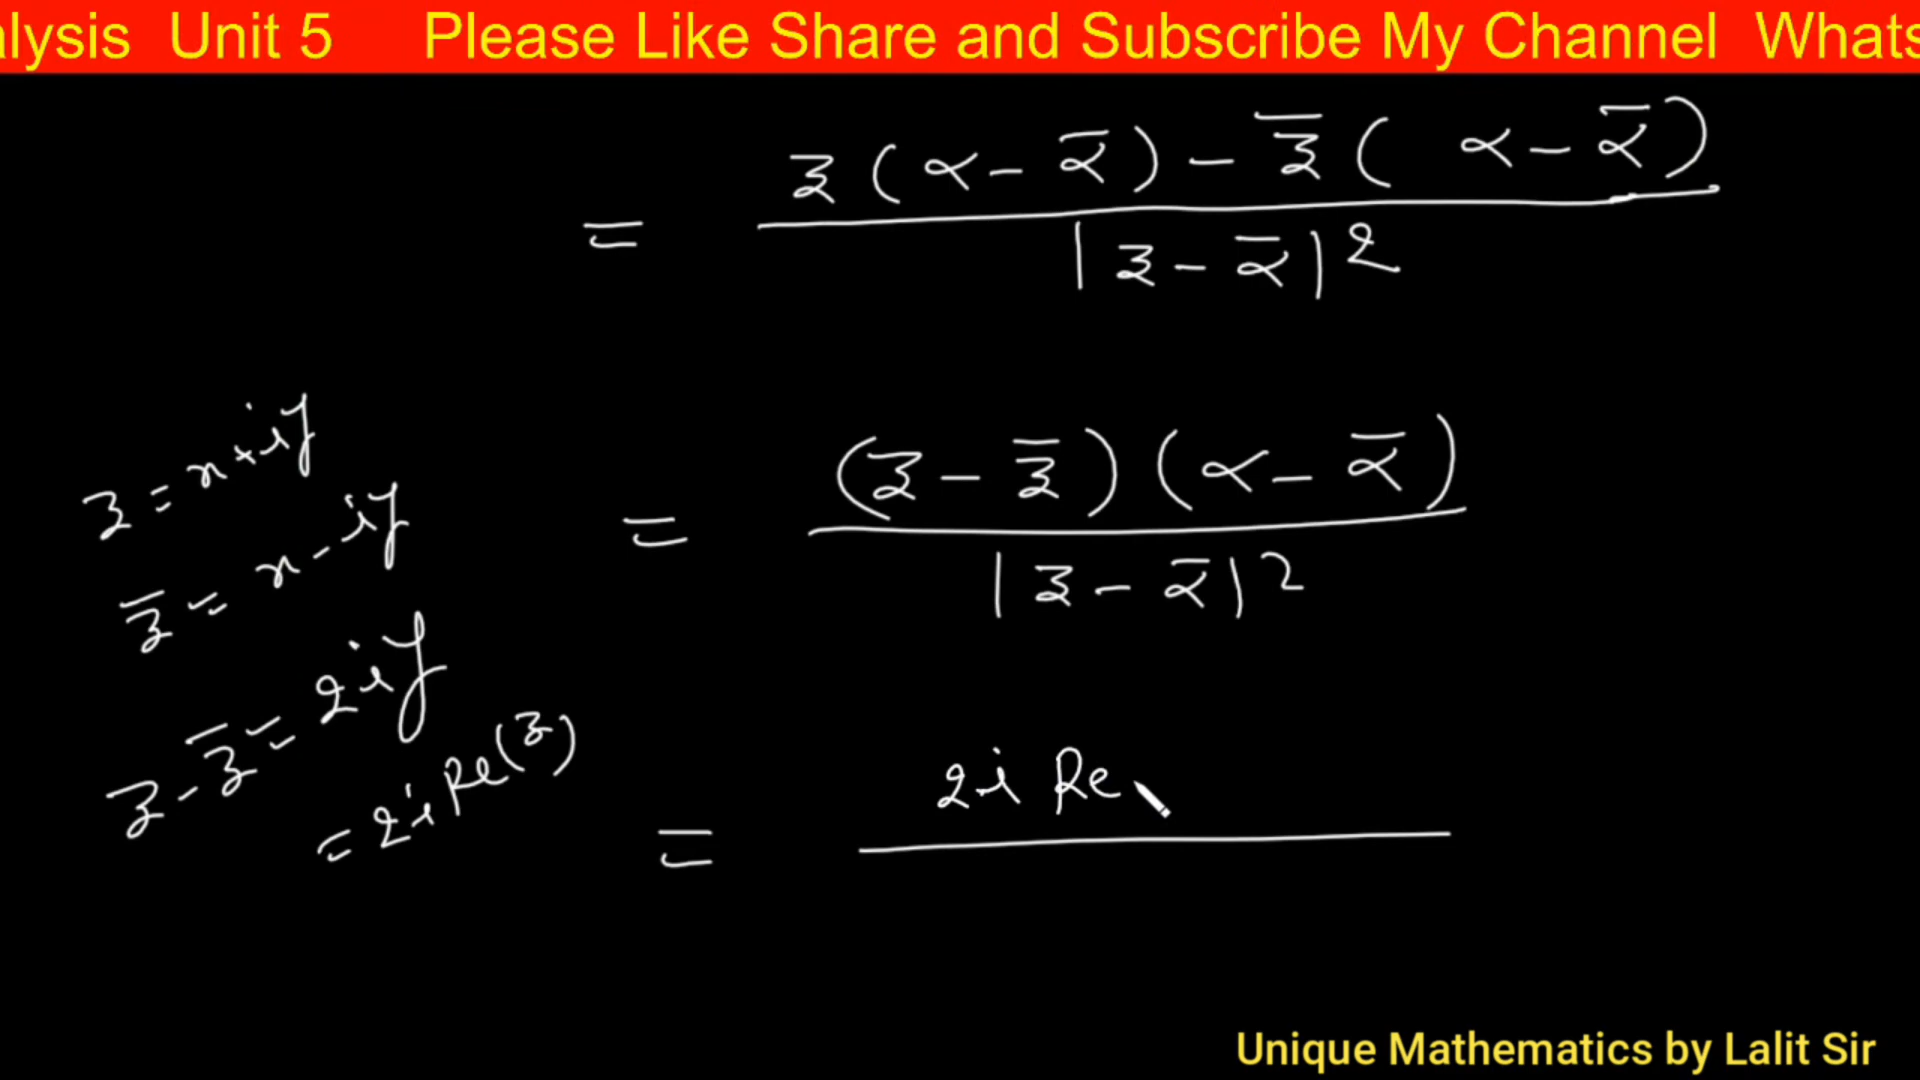 alysis Unit 5 Please Like Share and Subscribe My Channel Whats
= z(α - ᾱ) - z̄(α - ᾱ) / |z - ᾱ|²
= (z - z̄)(α - ᾱ) / |z - ᾱ|²
z = x + iy
z̄ = x - iy
z - z̄ = 2iy
= 2i Re(z)
= 2i Re
Unique Mathematics by Lalit Sir